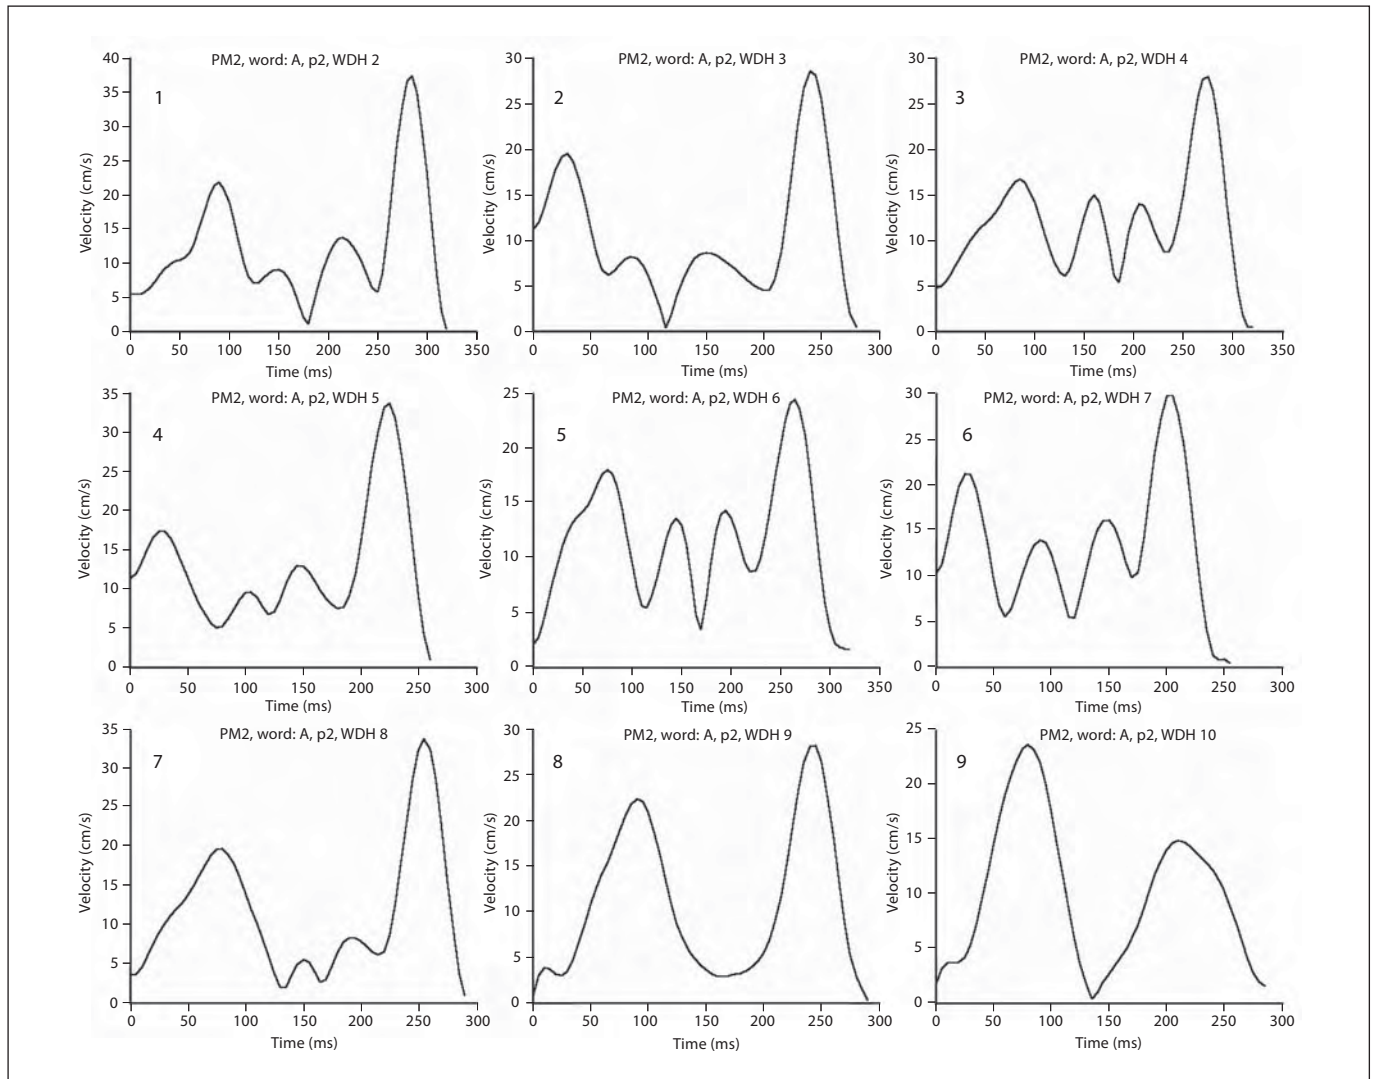 PM2, word: A, p2, WDH 2
1
Velocity (cm/s)
40
35
30
25
20
15
10
5
0
0 50 100 150 200 250 300 350
Time (ms)
PM2, word: A, p2, WDH 3
2
Velocity (cm/s)
30
25
20
15
10
5
0
0 50 100 150 200 250 300
Time (ms)
PM2, word: A, p2, WDH 4
3
Velocity (cm/s)
30
25
20
15
10
5
0
0 50 100 150 200 250 300 350
Time (ms)
PM2, word: A, p2, WDH 5
4
Velocity (cm/s)
35
30
25
20
15
10
5
0
0 50 100 150 200 250 300
Time (ms)
PM2, word: A, p2, WDH 6
5
Velocity (cm/s)
25
20
15
10
5
0
0 50 100 150 200 250 300 350
Time (ms)
PM2, word: A, p2, WDH 7
6
Velocity (cm/s)
30
25
20
15
10
5
0
0 50 100 150 200 250 300
Time (ms)
PM2, word: A, p2, WDH 8
7
Velocity (cm/s)
35
30
25
20
15
10
5
0
0 50 100 150 200 250 300
Time (ms)
PM2, word: A, p2, WDH 9
8
Velocity (cm/s)
30
25
20
15
10
5
0
0 50 100 150 200 250 300
Time (ms)
PM2, word: A, p2, WDH 10
9
Velocity (cm/s)
25
20
15
10
5
0
0 50 100 150 200 250 300
Time (ms)